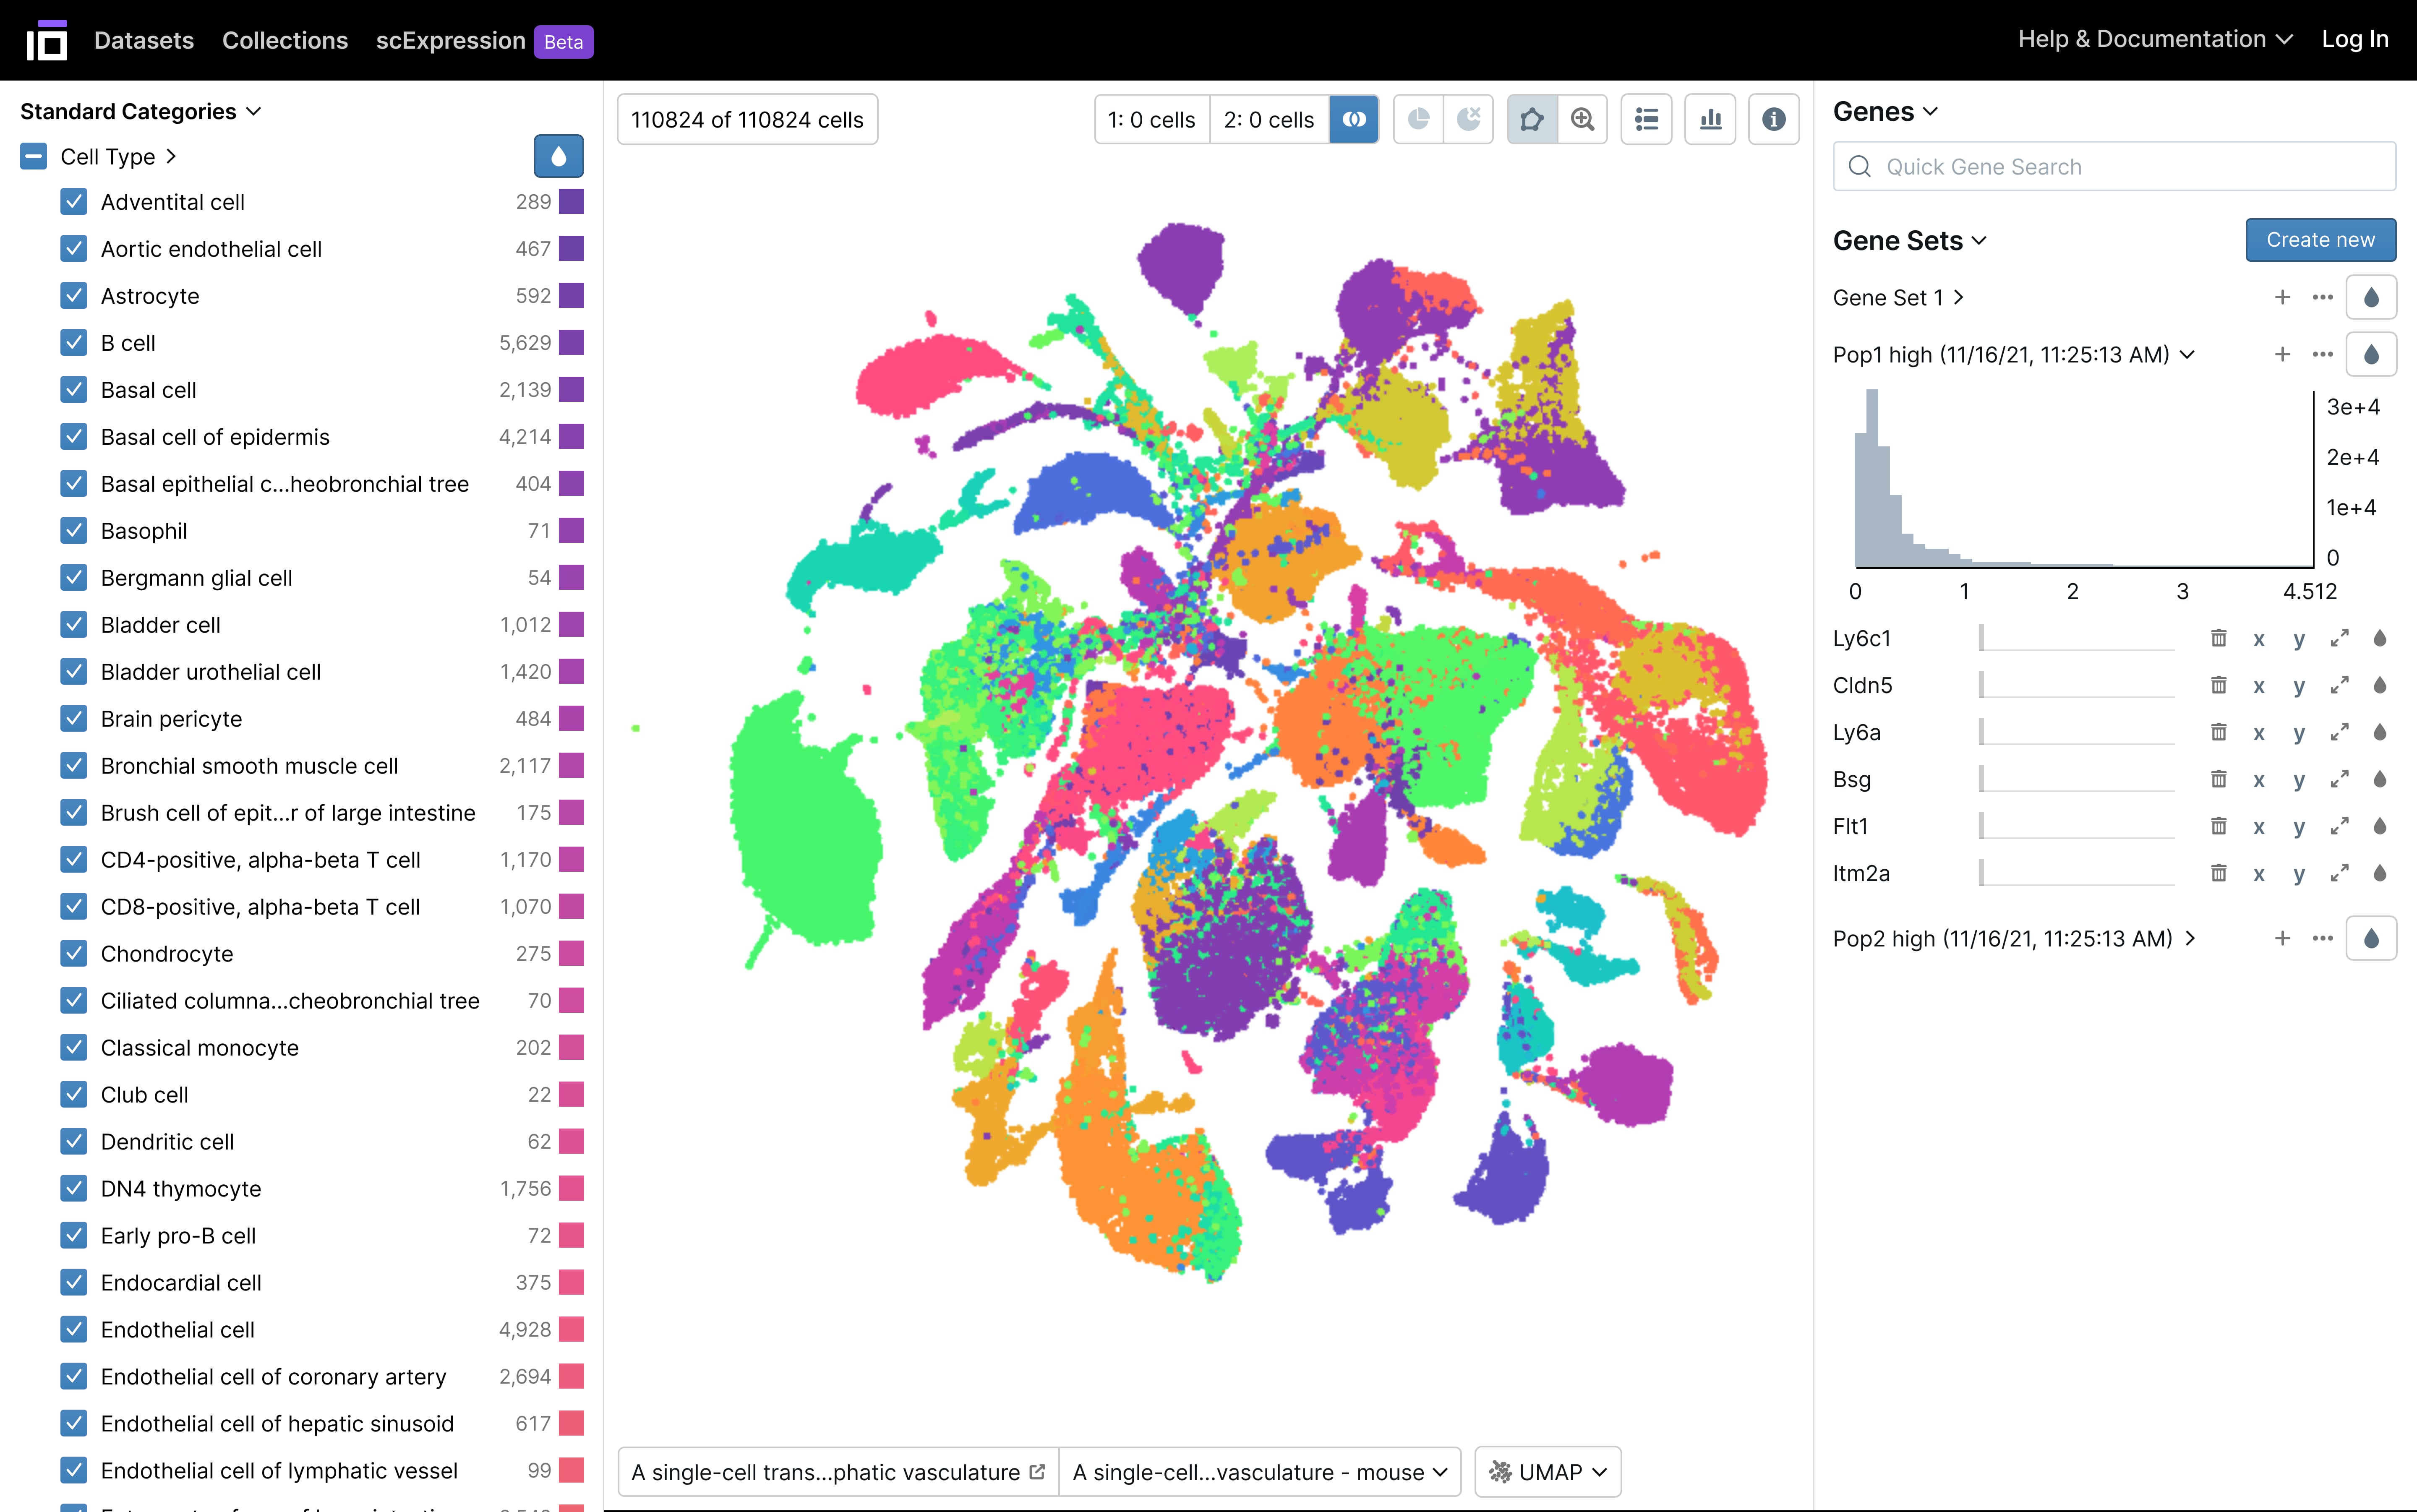 Datasets Collections scExpression Beta Help & Documentation Log In
Standard Categories
Cell Type
Adventital cell 289
Aortic endothelial cell 467
Astrocyte 592
B cell 5,629
Basal cell 2,139
Basal cell of epidermis 4,214
Basal epithelial c...heobronchial tree 404
Basophil 71
Bergmann glial cell 54
Bladder cell 1,012
Bladder urothelial cell 1,420
Brain pericyte 484
Bronchial smooth muscle cell 2,117
Brush cell of epit...r of large intestine 175
CD4-positive, alpha-beta T cell 1,170
CD8-positive, alpha-beta T cell 1,070
Chondrocyte 275
Ciliated columna...cheobronchial tree 70
Classical monocyte 202
Club cell 22
Dendritic cell 62
DN4 thymocyte 1,756
Early pro-B cell 72
Endocardial cell 375
Endothelial cell 4,928
Endothelial cell of coronary artery 2,694
Endothelial cell of hepatic sinusoid 617
Endothelial cell of lymphatic vessel 99
110824 of 110824 cells
1: 0 cells 2: 0 cells
A single-cell trans...phatic vasculature A single-cell...vasculature - mouse UMAP
Genes
Quick Gene Search
Gene Sets Create new
Gene Set 1
Pop1 high (11/16/21, 11:25:13 AM)
3e+4
2e+4
1e+4
0
0 1 2 3 4.512
Ly6c1 x y
Cldn5 x y
Ly6a x y
Bsg x y
Flt1 x y
Itm2a x y
Pop2 high (11/16/21, 11:25:13 AM)